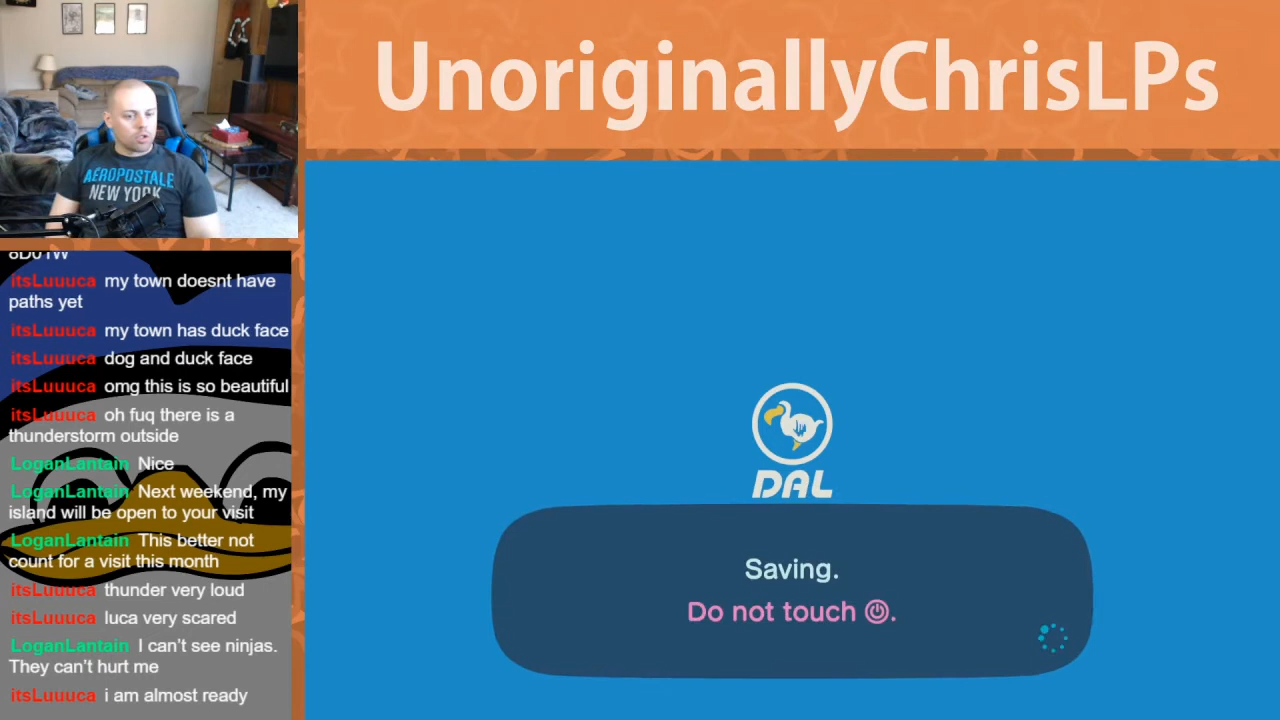 UnoriginallyChrisLPs
AEROPOSTALE
NEW YORK
8D01W
itsLuuuca my town doesnt have
paths yet
itsLuuuca my town has duck face
itsLuuuca dog and duck face
itsLuuuca omg this is so beautiful
itsLuuuca oh fuq there is a
thunderstorm outside
LoganLantain Nice
LoganLantain Next weekend, my
island will be open to your visit
LoganLantain This better not
count for a visit this month
itsLuuuca thunder very loud
itsLuuuca luca very scared
LoganLantain I can't see ninjas.
They can't hurt me
itsLuuuca i am almost ready
DAL
Saving.
Do not touch ⏻.